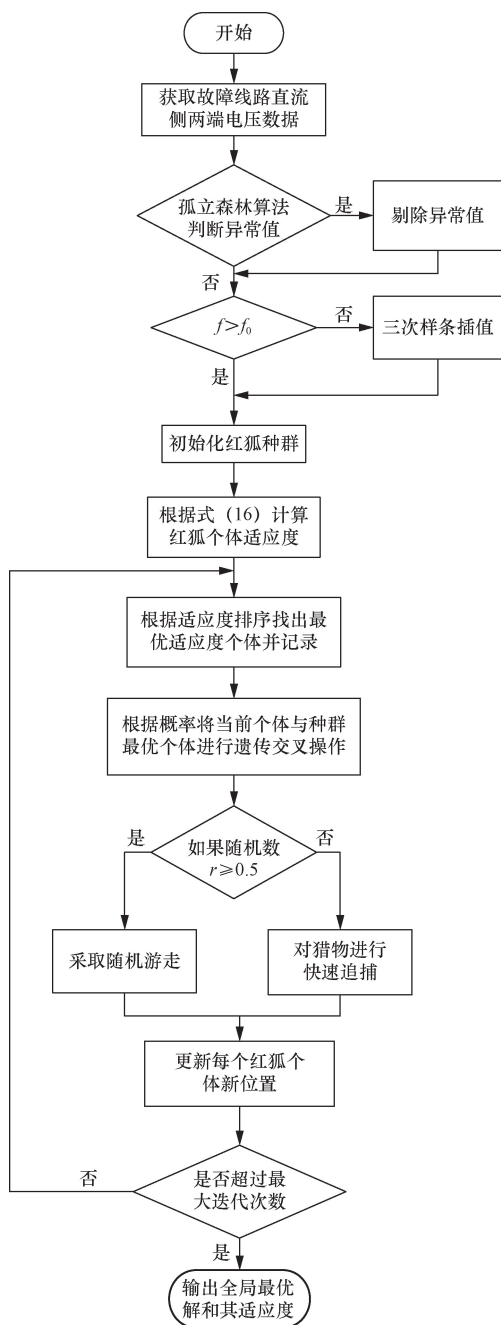 开始
获取故障线路直流
侧两端电压数据
孤立森林算法
判断异常值
是
剔除异常值
否
f>f₀
否
三次样条插值
是
初始化红狐种群
根据式（16）计算
红狐个体适应度
根据适应度排序找出最
优适应度个体并记录
根据概率将当前个体与种群
最优个体进行遗传交叉操作
是
如果随机数
r⩾0.5
否
采取随机游走
对猎物进行
快速追捕
更新每个红狐个
体新位置
否
是否超过最
大迭代次数
是
输出全局最优
解和其适应度